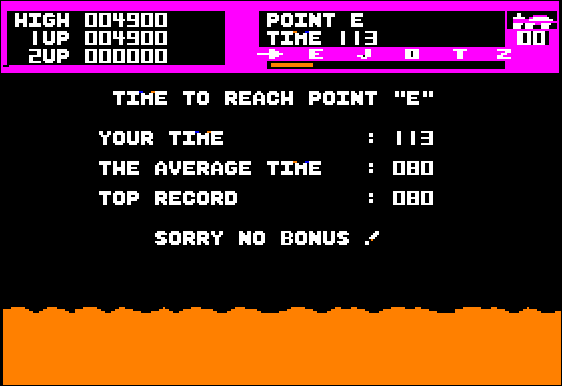 HIGH 004900
1UP 004900
2UP 000000
POINT E
TIME 113
00
E J O T Z
TIME TO REACH POINT "E"
YOUR TIME : 113
THE AVERAGE TIME : 080
TOP RECORD : 080
SORRY NO BONUS !